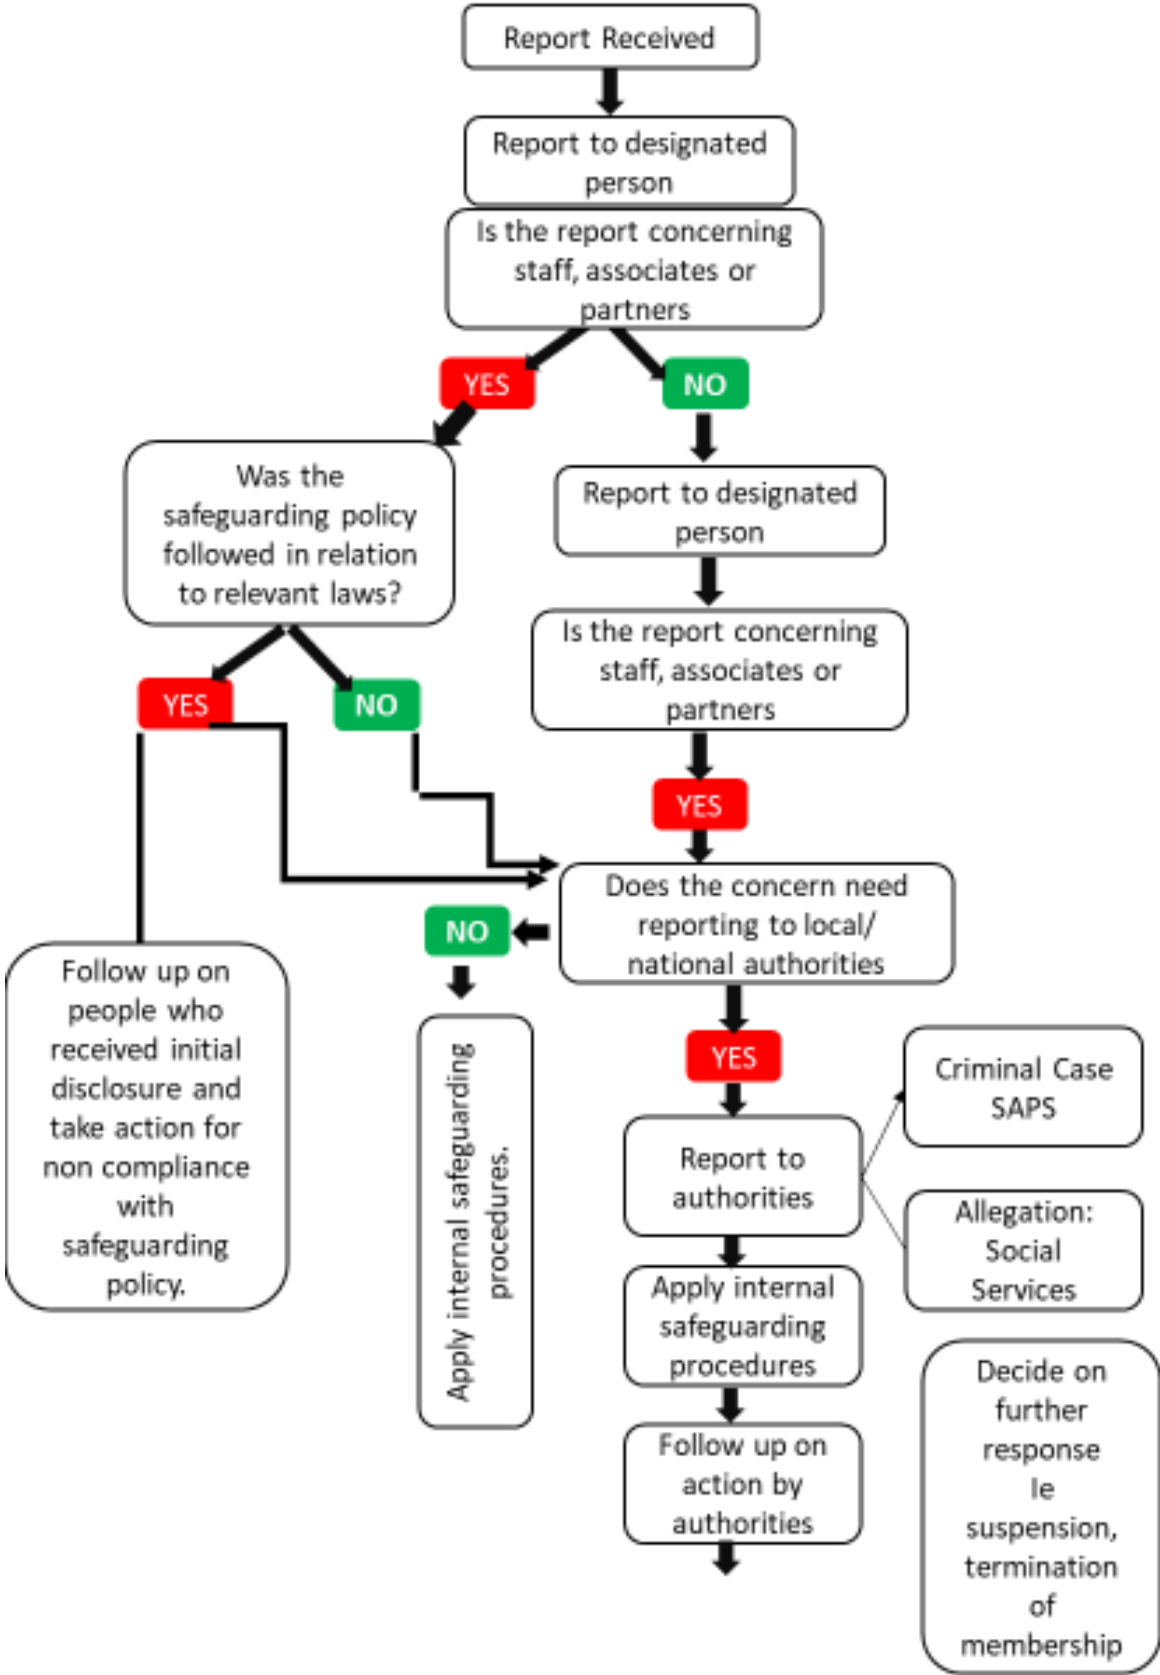 Report Received
Report to designated
person
Is the report concerning
staff, associates or
partners
YES
NO
Was the
safeguarding policy
followed in relation
to relevant laws?
Report to designated
person
Is the report concerning
staff, associates or
partners
YES
NO
YES
Does the concern need
reporting to local/
national authorities
NO
Follow up on
people who
received initial
disclosure and
take action for
non compliance
with
safeguarding
policy.
Apply internal safeguarding
procedures.
YES
Report to
authorities
Criminal Case
SAPS
Allegation:
Social
Services
Apply internal
safeguarding
procedures
Follow up on
action by
authorities
Decide on
further
response
Ie
suspension,
termination
of
membership